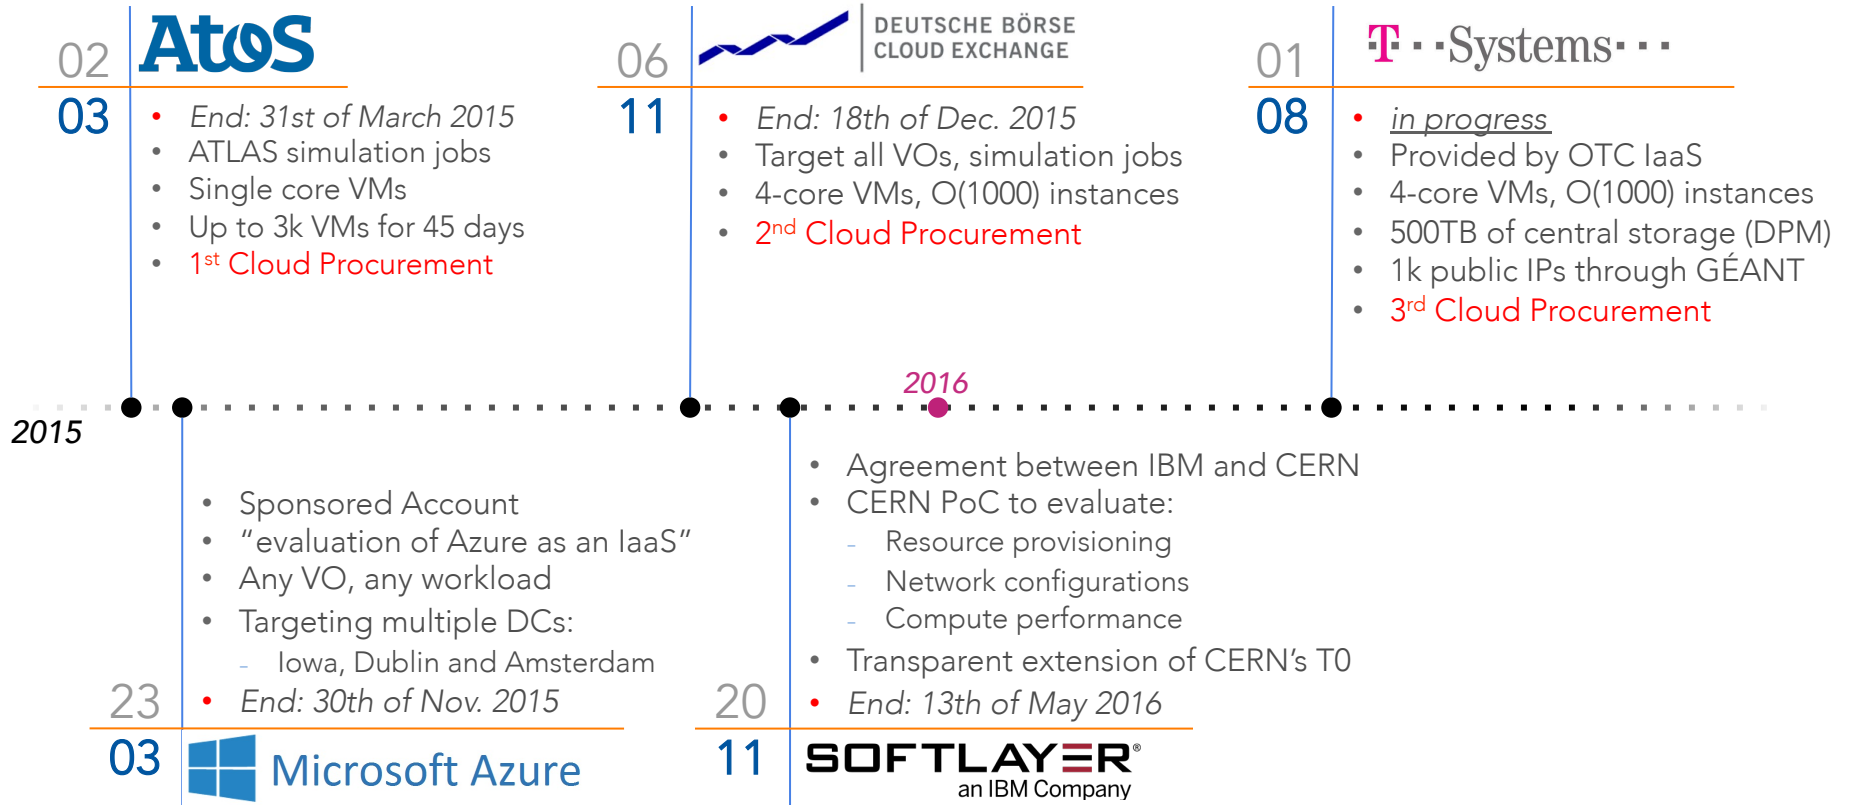 02
03
Atos
• End: 31st of March 2015
• ATLAS simulation jobs
• Single core VMs
• Up to 3k VMs for 45 days
• 1st Cloud Procurement
06
11
DEUTSCHE BÖRSE
CLOUD EXCHANGE
• End: 18th of Dec. 2015
• Target all VOs, simulation jobs
• 4-core VMs, O(1000) instances
• 2nd Cloud Procurement
01
08
T··Systems···
• in progress
• Provided by OTC IaaS
• 4-core VMs, O(1000) instances
• 500TB of central storage (DPM)
• 1k public IPs through GÉANT
• 3rd Cloud Procurement
2016
2015
• Sponsored Account
• “evaluation of Azure as an IaaS”
• Any VO, any workload
• Targeting multiple DCs:
- Iowa, Dublin and Amsterdam
• End: 30th of Nov. 2015
23
03
Microsoft Azure
• Agreement between IBM and CERN
• CERN PoC to evaluate:
- Resource provisioning
- Network configurations
- Compute performance
• Transparent extension of CERN’s T0
• End: 13th of May 2016
20
11
SOFTLAYER®
an IBM Company